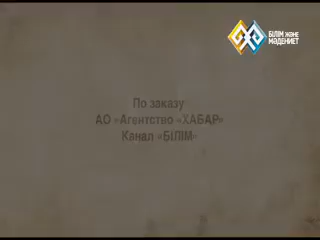 БІЛІМ ЖӘНЕ
МӘДЕНИЕТ
По заказу
АО «Агентство «ХАБАР»
Канал «БІЛІМ»